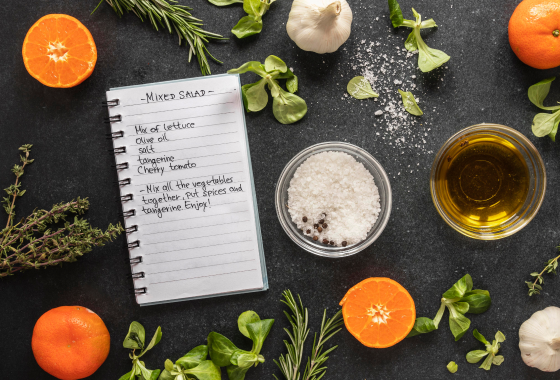 -MIXED SALAD-
Mix of lettuce
Olive oil
salt
tangerine
Cherry tomato
-Mix all the vegetables
together, put spices and
tangerine. Enjoy!